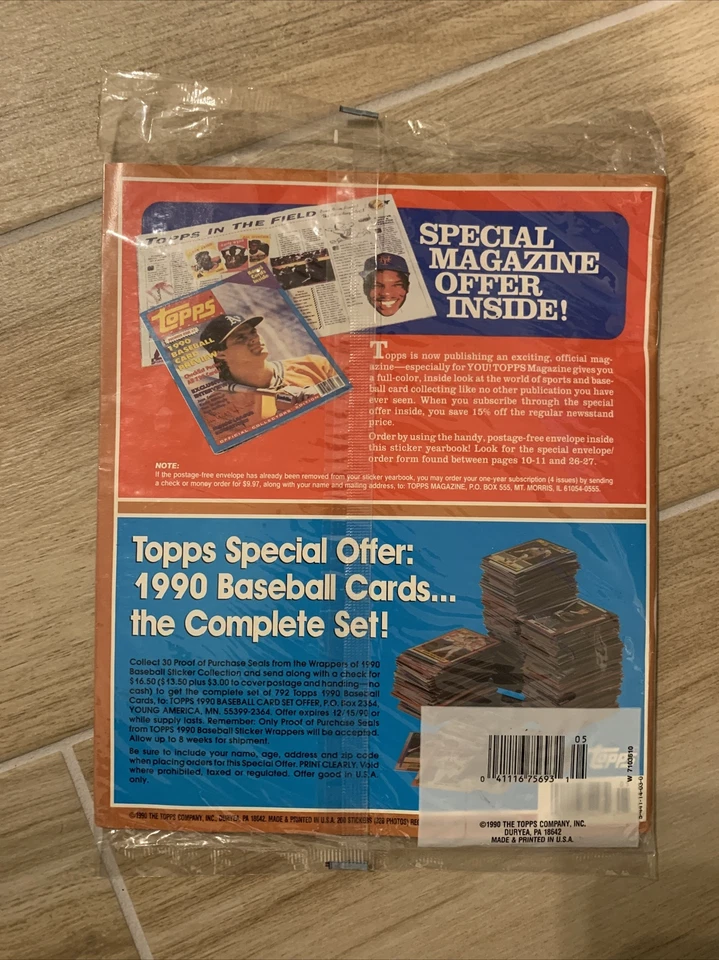 TOPPS IN THE FIELD
SPECIAL
MAGAZINE
OFFER
INSIDE!
TOPPS
1990
BASEBALL
CARD
OFFICIAL COLLECTORS EDITION
Topps is now publishing an exciting, official mag-
azine—especially for YOU! TOPPS Magazine gives you
a full-color, inside look at the world of sports and base-
ball card collecting like no other publication you have
ever seen. When you subscribe through the special
offer inside, you save 15% off the regular newsstand
price.
Order by using the handy, postage-free envelope inside
this sticker yearbook! Look for the special envelope/
order form found between pages 10-11 and 26-27.
NOTE:
If the postage-free envelope has already been removed from your sticker yearbook, you may order your one-year subscription (4 issues) by sending
a check or money order for $9.97, along with your name and mailing address, to: TOPPS MAGAZINE, P.O. BOX 555, MT. MORRIS, IL 61054-0555.
Topps Special Offer:
1990 Baseball Cards...
the Complete Set!
Collect 30 Proof of Purchase Seals from the Wrappers of 1990
Baseball Sticker Collection and send along with a check for
$16.50 ($13.50 plus $3.00 to cover postage and handling—no
cash) to get the complete set of 792 Topps 1990 Baseball
Cards, to: TOPPS 1990 BASEBALL CARD SET OFFER, P.O. Box 2364,
YOUNG AMERICA, MN. 55399-2364. Offer expires 12/15/90 or
while supply lasts. Remember: Only Proof of Purchase Seals
from TOPPS 1990 Baseball Sticker Wrappers will be accepted.
Allow up to 8 weeks for shipment.
Be sure to include your name, age, address and zip code
when placing orders for this Special Offer. PRINT CLEARLY. Void
where prohibited, taxed or regulated. Offer good in U.S.A.
only.
05
0 41116 75693 1
topps
W 7103610
©1990 THE TOPPS COMPANY, INC.
DURYEA, PA 18642
MADE & PRINTED IN U.S.A.
©1990 THE TOPPS COMPANY, INC. DURYEA, PA 18642. MADE & PRINTED IN U.S.A.